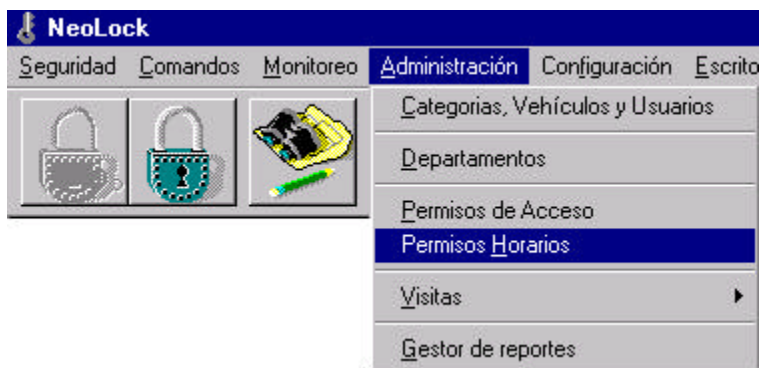 NeoLock
Seguridad Comandos Monitoreo Administración Configuración Escrito
Categorias, Vehículos y Usuarios
Departamentos
Permisos de Acceso
Permisos Horarios
Visitas
Gestor de reportes